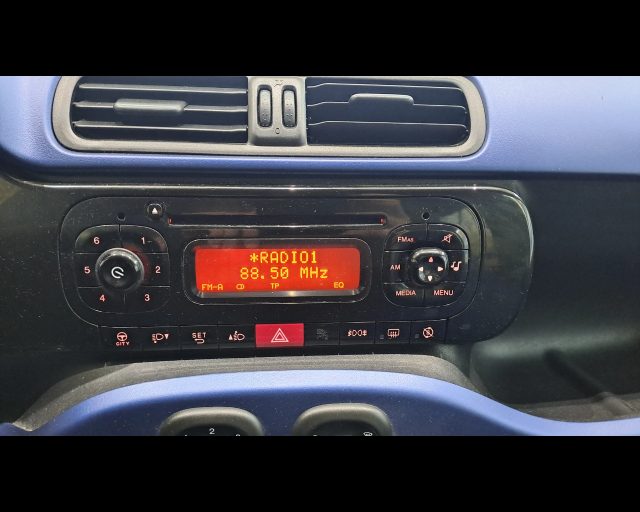 6 1
5 2
4 3
*RADIO1
88.50 MHz
FM-A CD TP EQ
FMAS
AM
MEDIA MENU
CITY
SET
2